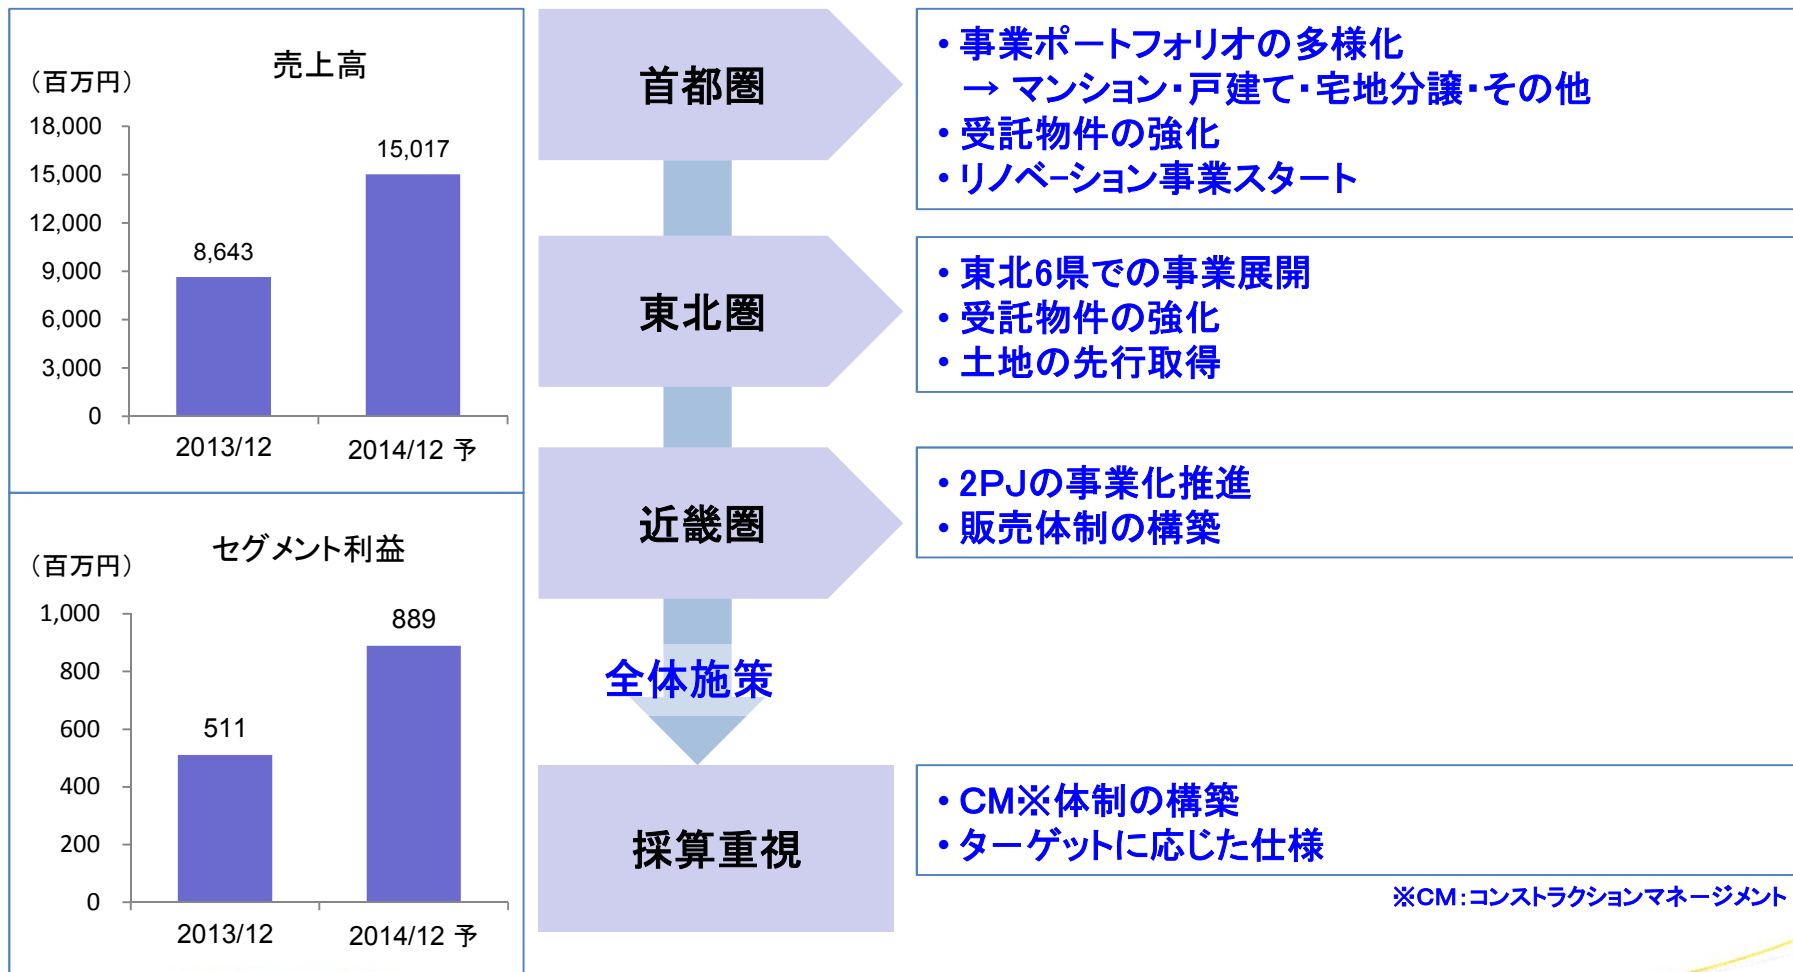 売上高
（百万円）
18,000
15,000
12,000
9,000
6,000
3,000
0
8,643
15,017
2013/12
2014/12 予
セグメント利益
（百万円）
1,000
800
600
400
200
0
511
889
2013/12
2014/12 予
首都圏
・事業ポートフォリオの多様化
→ マンション・戸建て・宅地分譲・その他
・受託物件の強化
・リノベーション事業スタート
東北圏
・東北6県での事業展開
・受託物件の強化
・土地の先行取得
近畿圏
・2PJの事業化推進
・販売体制の構築
全体施策
採算重視
・CM※体制の構築
・ターゲットに応じた仕様
※CM：コンストラクションマネージメント